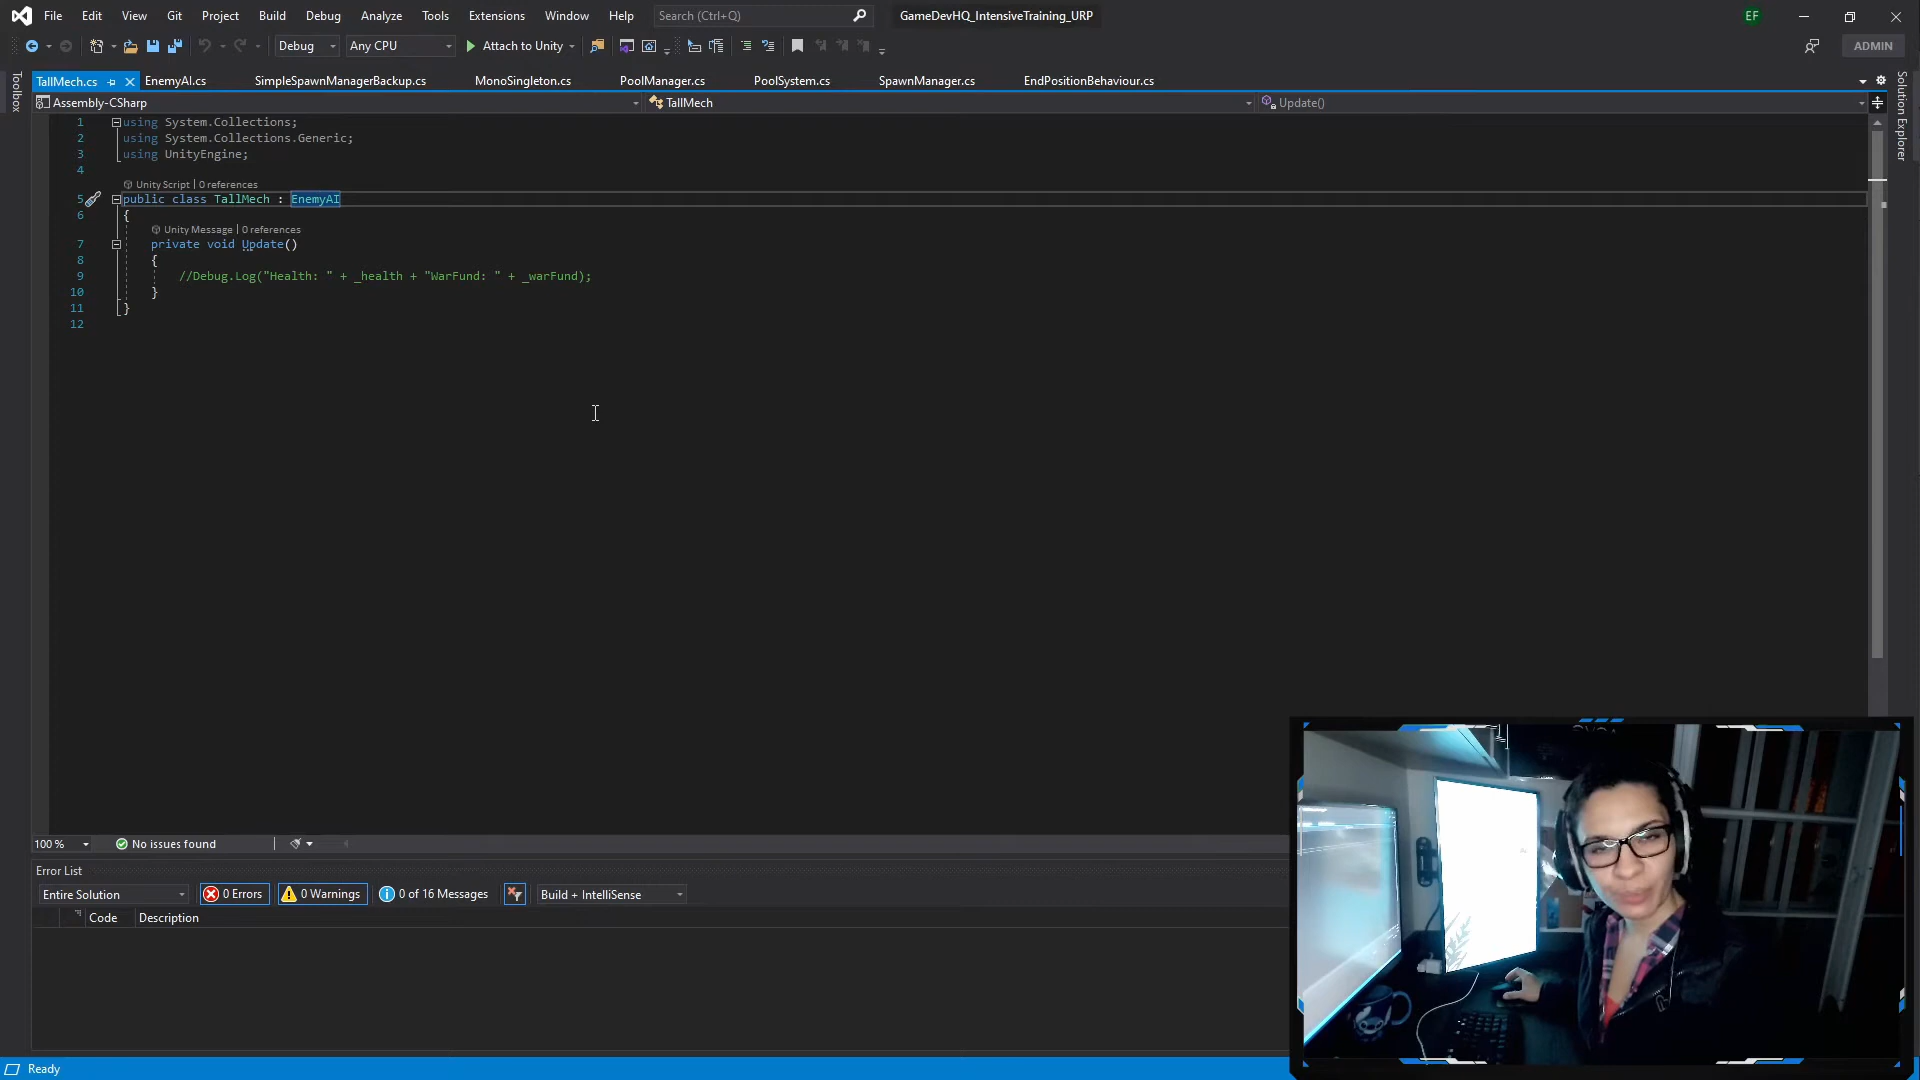 File Edit View Git Project Build Debug Analyze Tools Extensions Window Help Search (Ctrl+Q) GameDevHQ_IntensiveTraining_URP EF
Debug Any CPU Attach to Unity ADMIN
TallMech.cs EnemyAI.cs SimpleSpawnManagerBackup.cs MonoSingleton.cs PoolManager.cs PoolSystem.cs SpawnManager.cs EndPositionBehaviour.cs
Toolbox
Solution Explorer
Assembly-CSharp TallMech Update()
1 using System.Collections;
2 using System.Collections.Generic;
3 using UnityEngine;
4
Unity Script | 0 references
5 public class TallMech : EnemyAI
6 {
Unity Message | 0 references
7 private void Update()
8 {
9 //Debug.Log("Health: " + _health + "WarFund: " + _warFund);
10 }
11 }
12
100 % No issues found
Error List
Entire Solution 0 Errors 0 Warnings 0 of 16 Messages Build + IntelliSense
Code Description
Ready